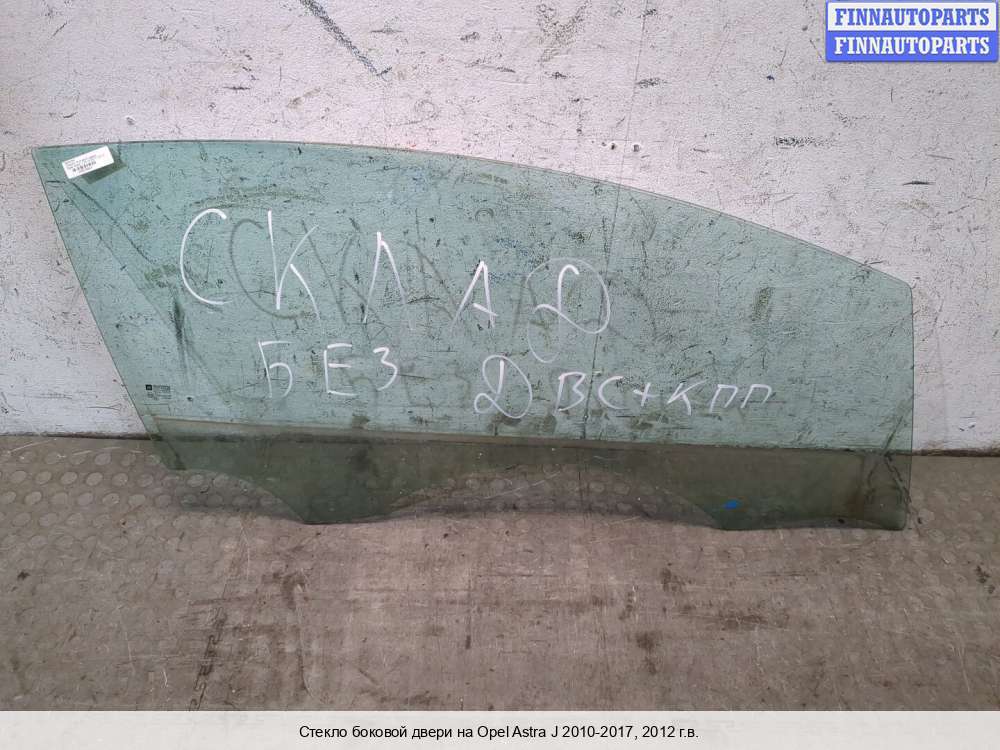 FINNAUTOPARTS
FINNAUTOPARTS
СКЛАД
БЕЗ ДВС+КПП
Стекло боковой двери на Opel Astra J 2010-2017, 2012 г.в.